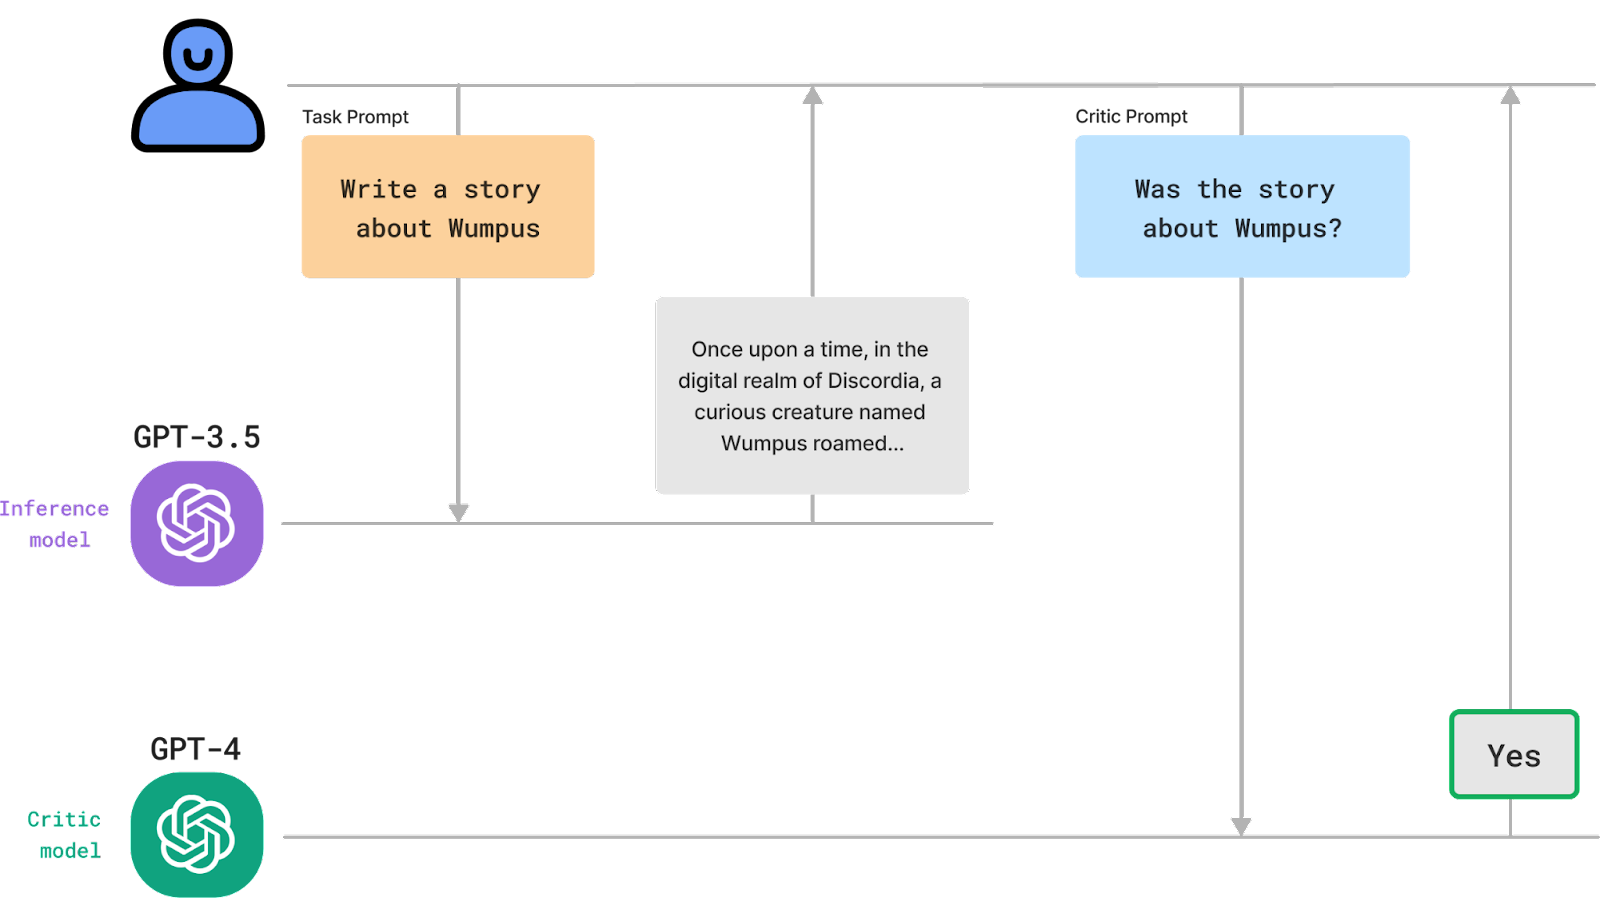 Task Prompt
Write a story
about Wumpus
Once upon a time, in the
digital realm of Discordia, a
curious creature named
Wumpus roamed...
Critic Prompt
Was the story
about Wumpus?
GPT-3.5
Inference
model
GPT-4
Critic
model
Yes